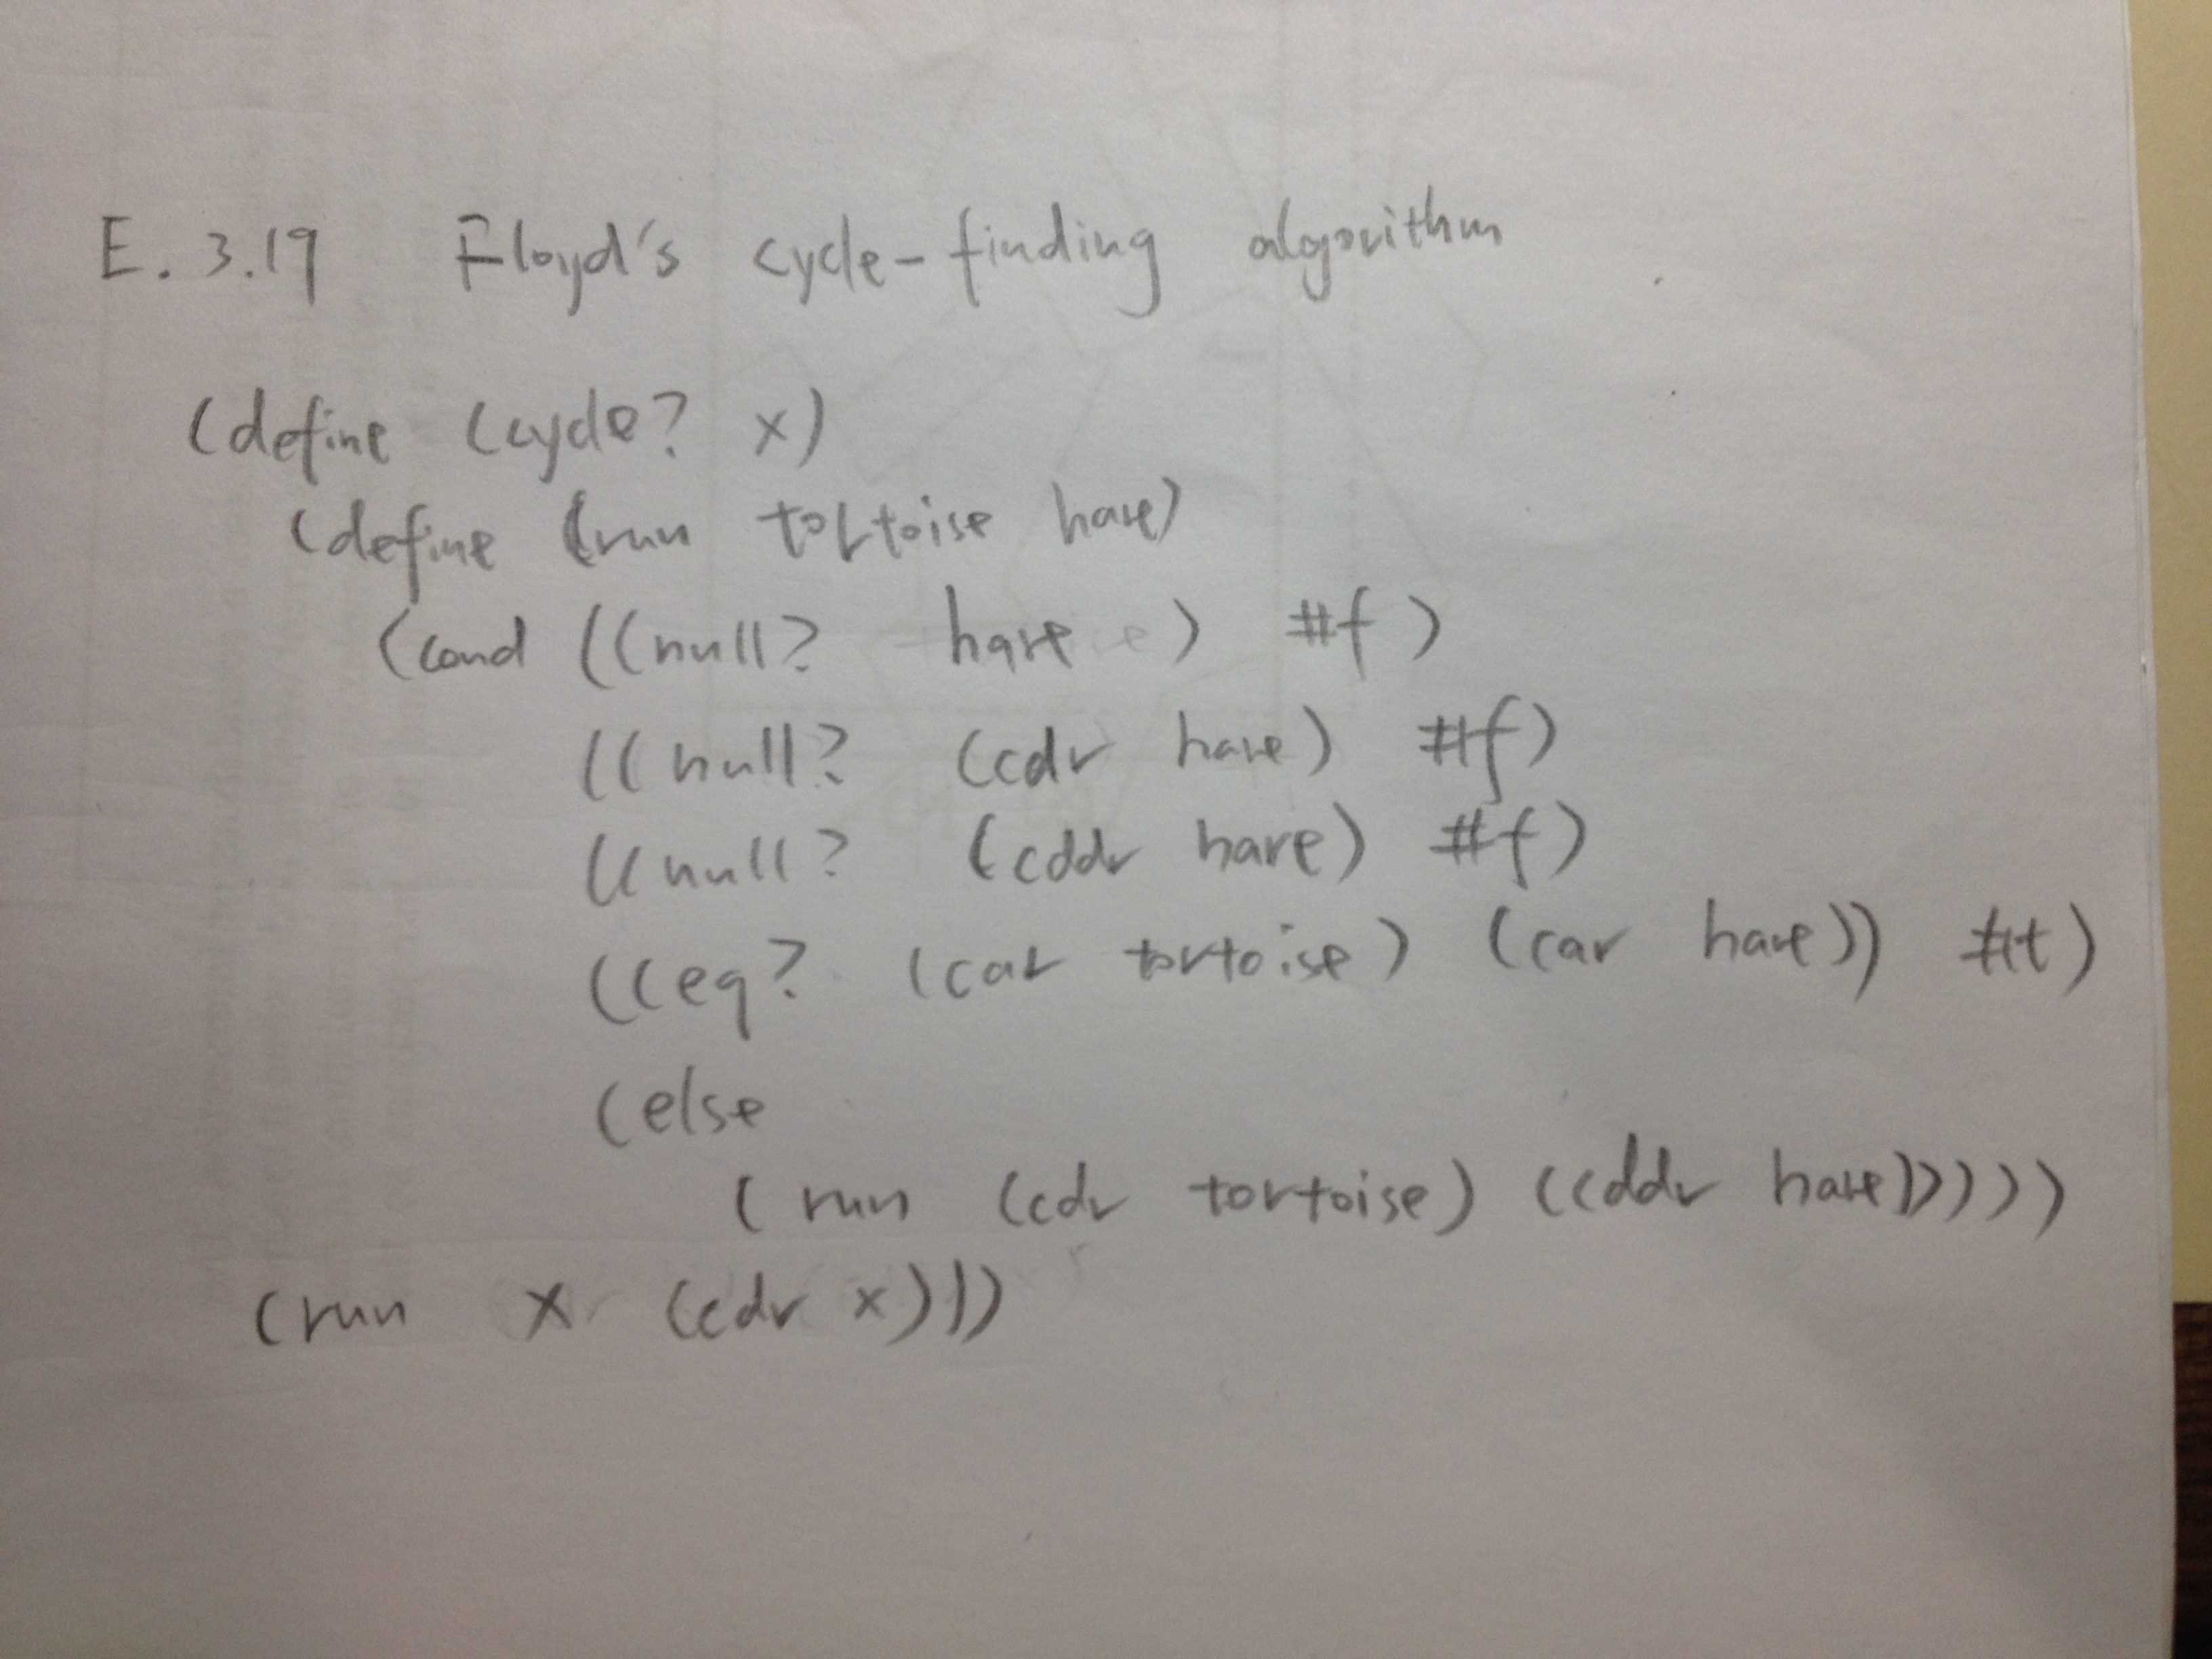 E. 3.19 Floyd's cycle-finding algorithm
(define (cycle? x)
(define (run tortoise hare)
(cond ((null? hare) #f)
((null? (cdr hare) #f)
((null? (cddr hare) #f)
((eq? (car tortoise) (car hare)) #t)
(else
(run (cdr tortoise) (cddr hare)))))
(run x (cdr x)))